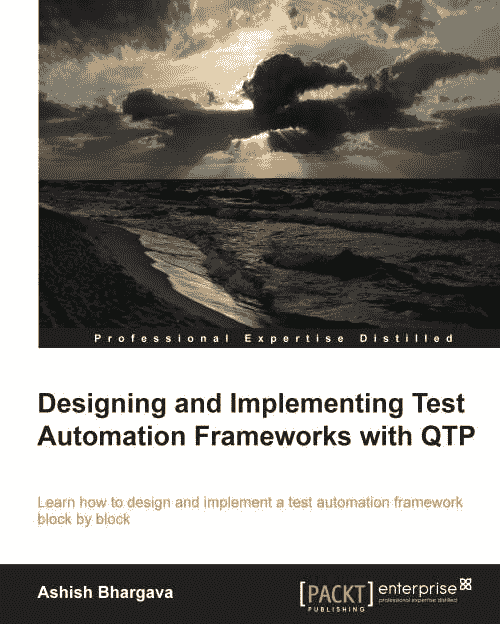 Professional Expertise Distilled
Designing and Implementing Test
Automation Frameworks with QTP
Learn how to design and implement a test automation framework
block by block
Ashish Bhargava
[PACKT] enterprise
PUBLISHING professional expertise distilled